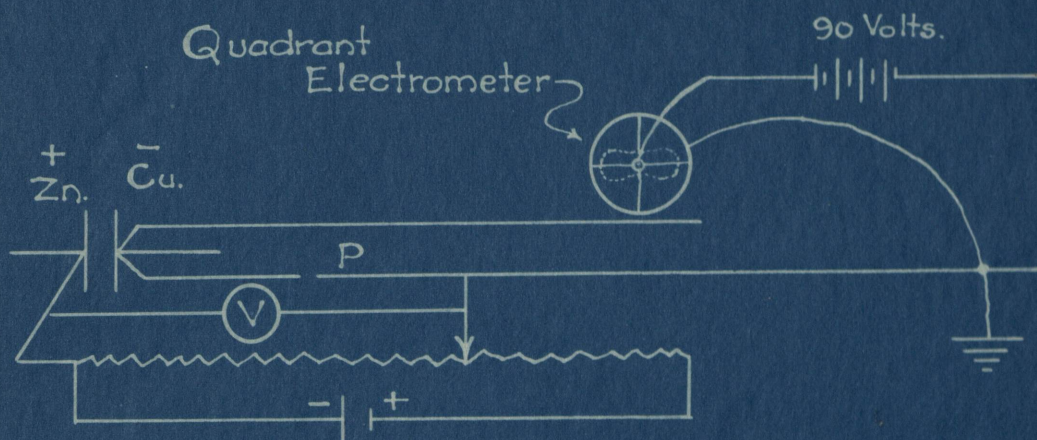 Quadrant
Electrometer
90 Volts.
+ −
Zn. Cu.
P
V
− +